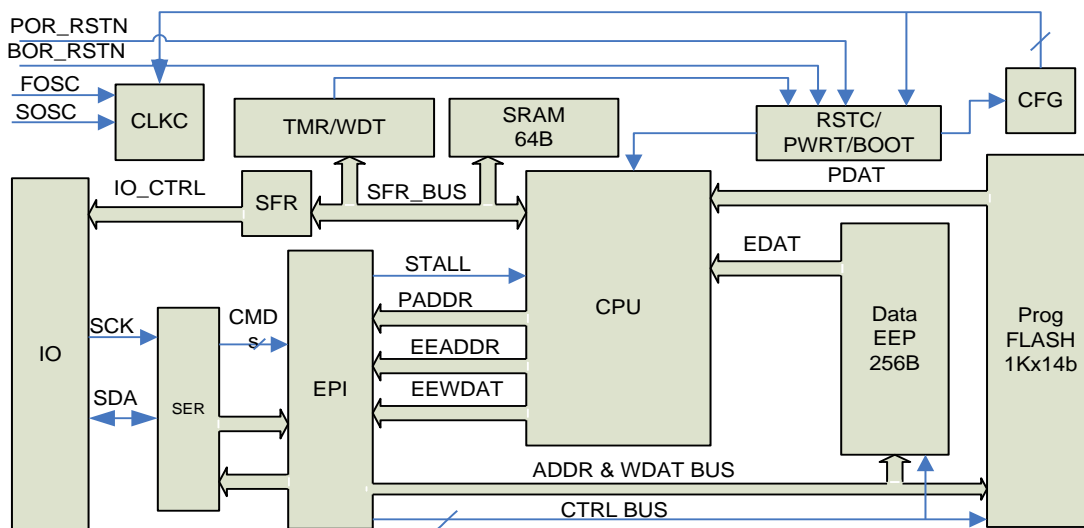 POR_RSTN
BOR_RSTN
FOSC
SOSC
CLKC
TMR/WDT
SRAM
64B
RSTC/
PWRT/BOOT
CFG
IO_CTRL
SFR
SFR_BUS
PDAT
STALL
EDAT
PADDR
CPU
Data
EEP
256B
Prog
FLASH
1Kx14b
IO
SCK
CMD
s
EEADDR
EPI
EEWDAT
SDA
SER
ADDR & WDAT BUS
CTRL BUS